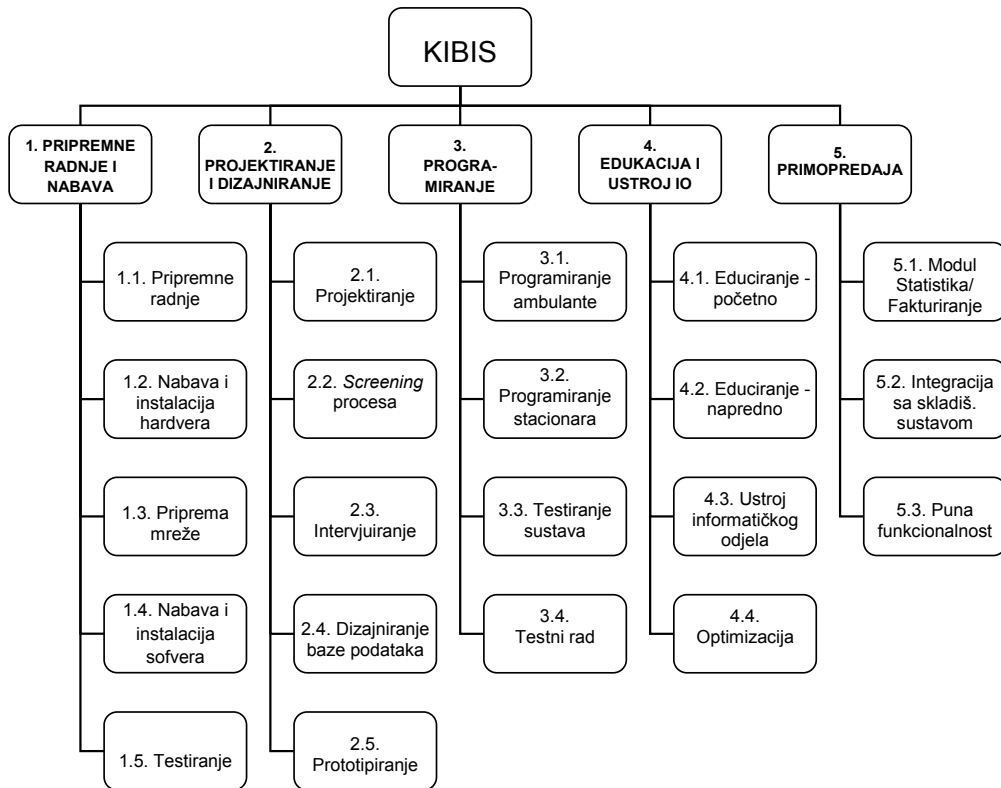 KIBIS
1. PRIPREMNE
RADNJE I
NABAVA
2.
PROJEKTIRANJE
I DIZAJNIRANJE
3.
PROGRA-
MIRANJE
4.
EDUKACIJA I
USTROJ IO
5.
PRIMOPREDAJA
1.1. Pripremne
radnje
1.2. Nabava i
instalacija
hardvera
1.3. Priprema
mreže
1.4. Nabava i
instalacija
sofvera
1.5. Testiranje
2.1.
Projektiranje
2.2. Screening
procesa
2.3.
Intervjuiranje
2.4. Dizajniranje
baze podataka
2.5.
Prototipiranje
3.1.
Programiranje
ambulante
3.2.
Programiranje
stacionara
3.3. Testiranje
sustava
3.4.
Testni rad
4.1. Educiranje -
početno
4.2. Educiranje -
napredno
4.3. Ustroj
informatičkog
odjela
4.4.
Optimizacija
5.1. Modul
Statistika/
Fakturiranje
5.2. Integracija
sa skladiš.
sustavom
5.3. Puna
funkcionalnost